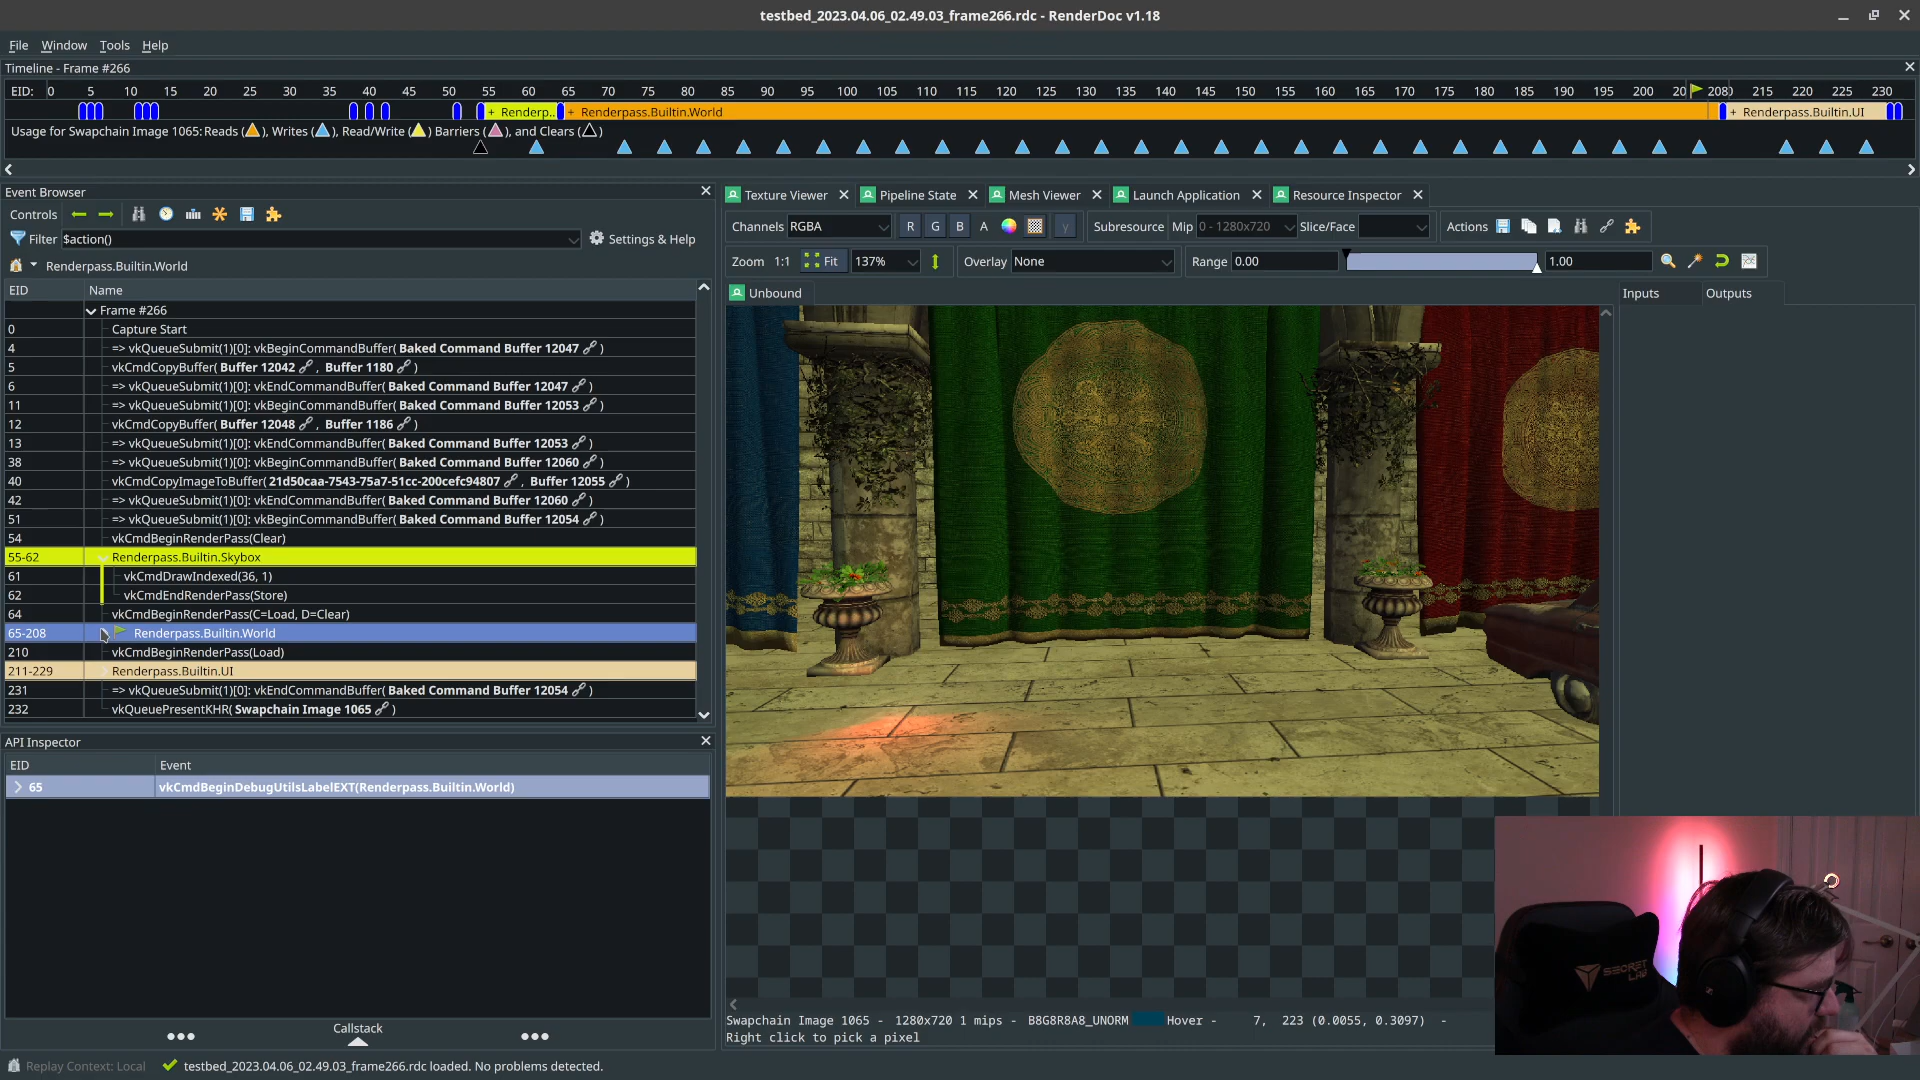 testbed_2023.04.06_02.49.03_frame266.rdc - RenderDoc v1.18
File Window Tools Help
Timeline - Frame #266
EID: 0 5 10 15 20 25 30 35 40 45 50 55 60 65 70 75 80 85 90 95 100 105 110 115 120 125 130 135 140 145 150 155 160 165 170 175 180 185 190 195 200 20 208 215 220 225 230
+ Renderp... + Renderpass.Builtin.World + Renderpass.Builtin.UI
Usage for Swapchain Image 1065: Reads ( ), Writes ( ), Read/Write ( ) Barriers ( ), and Clears ( )
Event Browser
Controls
Filter $action() Settings & Help
Renderpass.Builtin.World
EID Name
Frame #266
0 Capture Start
4 => vkQueueSubmit(1)[0]: vkBeginCommandBuffer( Baked Command Buffer 12047 )
5 vkCmdCopyBuffer( Buffer 12042 , Buffer 1180 )
6 => vkQueueSubmit(1)[0]: vkEndCommandBuffer( Baked Command Buffer 12047 )
11 => vkQueueSubmit(1)[0]: vkBeginCommandBuffer( Baked Command Buffer 12053 )
12 vkCmdCopyBuffer( Buffer 12048 , Buffer 1186 )
13 => vkQueueSubmit(1)[0]: vkEndCommandBuffer( Baked Command Buffer 12053 )
38 => vkQueueSubmit(1)[0]: vkBeginCommandBuffer( Baked Command Buffer 12060 )
40 vkCmdCopyImageToBuffer( 21d50caa-7543-75a7-51cc-200cefc94807 , Buffer 12055 )
42 => vkQueueSubmit(1)[0]: vkEndCommandBuffer( Baked Command Buffer 12060 )
51 => vkQueueSubmit(1)[0]: vkBeginCommandBuffer( Baked Command Buffer 12054 )
54 vkCmdBeginRenderPass(Clear)
55-62 Renderpass.Builtin.Skybox
61 vkCmdDrawIndexed(36, 1)
62 vkCmdEndRenderPass(Store)
64 vkCmdBeginRenderPass(C=Load, D=Clear)
65-208 Renderpass.Builtin.World
210 vkCmdBeginRenderPass(Load)
211-229 Renderpass.Builtin.UI
231 => vkQueueSubmit(1)[0]: vkEndCommandBuffer( Baked Command Buffer 12054 )
232 vkQueuePresentKHR( Swapchain Image 1065 )
API Inspector
EID Event
65 vkCmdBeginDebugUtilsLabelEXT(Renderpass.Builtin.World)
Callstack
Texture Viewer Pipeline State Mesh Viewer Launch Application Resource Inspector
Channels RGBA R G B A γ Subresource Mip 0 - 1280x720 Slice/Face Actions
Zoom 1:1 Fit 137% Overlay None Range 0.00 1.00
Unbound
Inputs Outputs
SECRET LAB
Swapchain Image 1065 - 1280x720 1 mips - B8G8R8A8_UNORM Hover - 7, 223 (0.0055, 0.3097) -
Right click to pick a pixel
Replay Context: Local testbed_2023.04.06_02.49.03_frame266.rdc loaded. No problems detected.